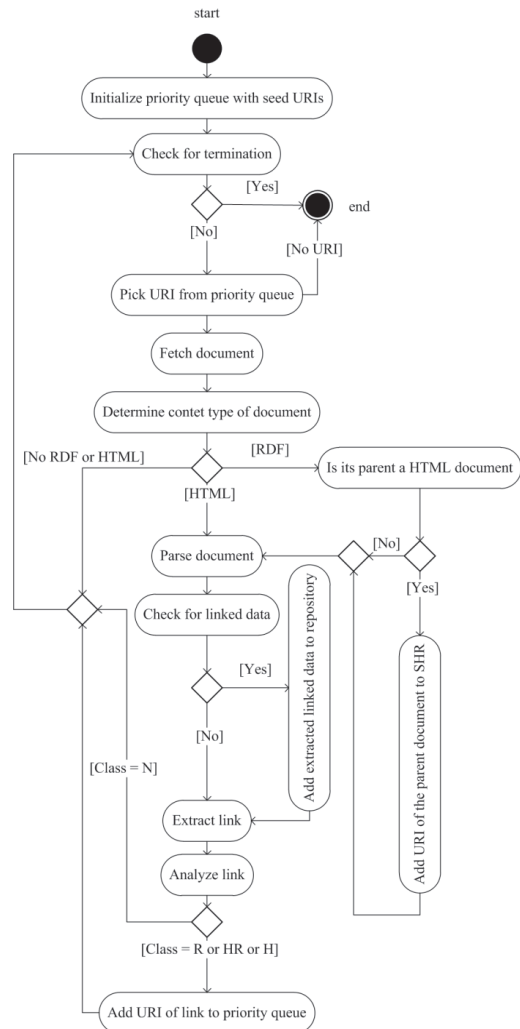 start
Initialize priority queue with seed URIs
Check for termination
[Yes]
end
[No]
[No URI]
Pick URI from priority queue
Fetch document
Determine contet type of document
[No RDF or HTML]
[RDF]
Is its parent a HTML document
[HTML]
[No]
Parse document
[Yes]
Check for linked data
Add extracted linked data to repository
Add URI of the parent document to SHR
[Yes]
[No]
[Class = N]
Extract link
Analyze link
[Class = R or HR or H]
Add URI of link to priority queue